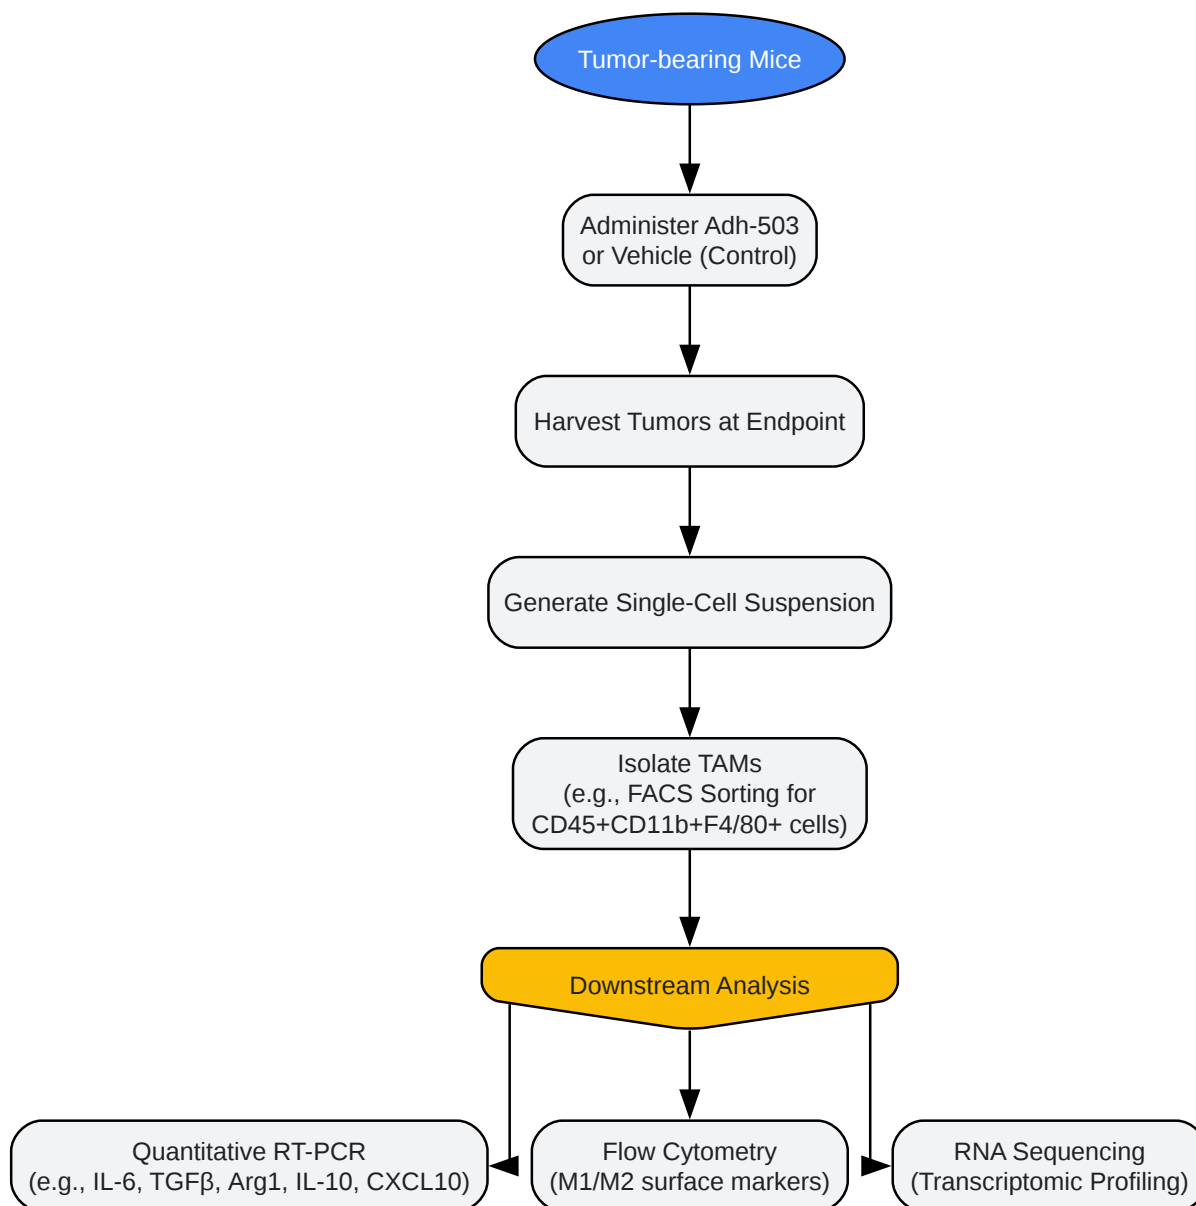 Tumor-bearing Mice
Administer Adh-503
or Vehicle (Control)
Harvest Tumors at Endpoint
Generate Single-Cell Suspension
Isolate TAMs
(e.g., FACS Sorting for
CD45+CD11b+F4/80+ cells)
Downstream Analysis
Quantitative RT-PCR
(e.g., IL-6, TGFβ, Arg1, IL-10, CXCL10)
Flow Cytometry
(M1/M2 surface markers)
RNA Sequencing
(Transcriptomic Profiling)